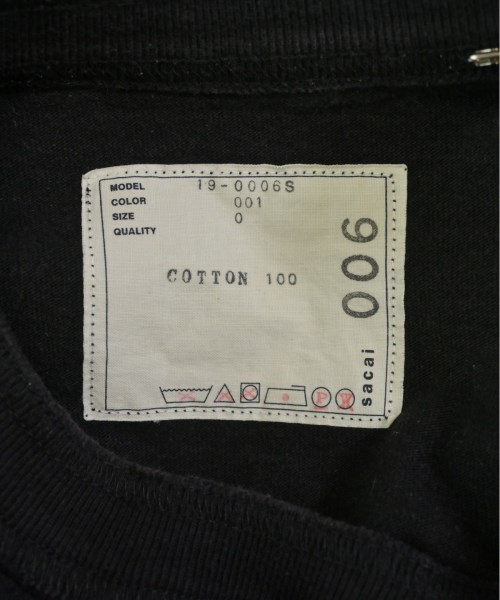 MODEL 19-0006S
COLOR 001
SIZE 0
QUALITY
COTTON 100
006
sacai
P W